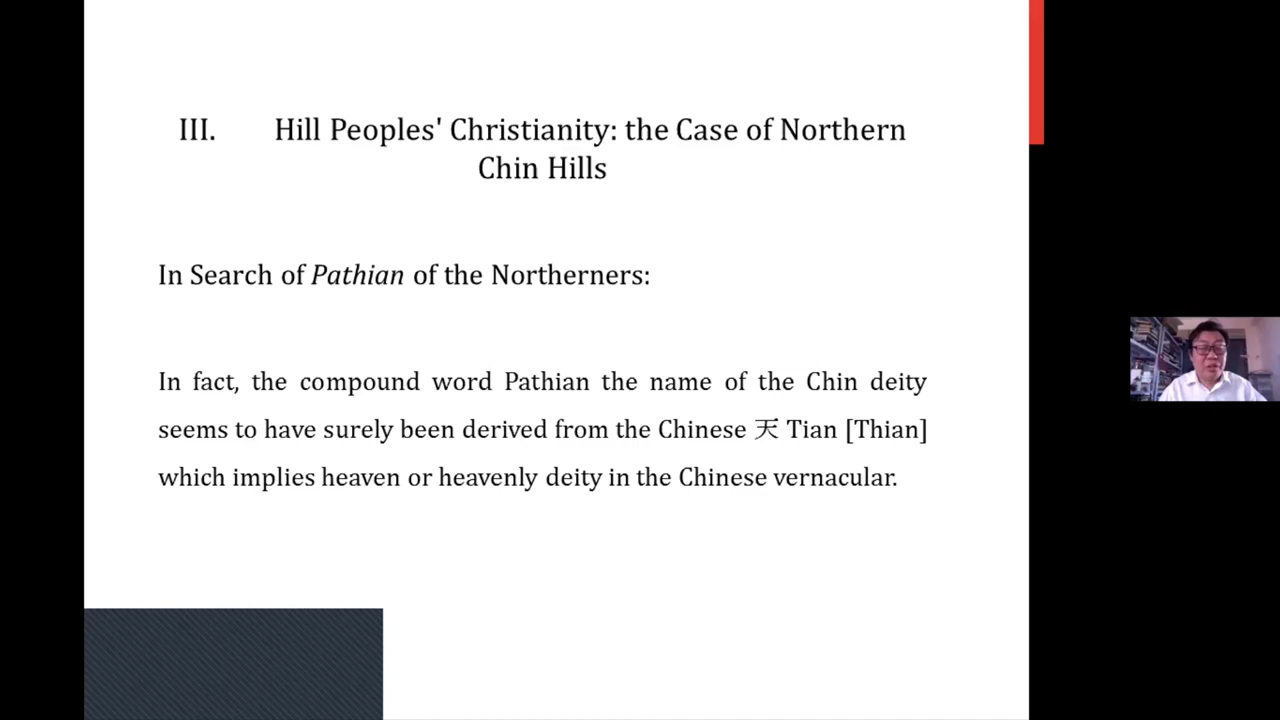 III. Hill Peoples' Christianity: the Case of Northern
Chin Hills
In Search of Pathian of the Northerners:
In fact, the compound word Pathian the name of the Chin deity
seems to have surely been derived from the Chinese 天 Tian [Thian]
which implies heaven or heavenly deity in the Chinese vernacular.